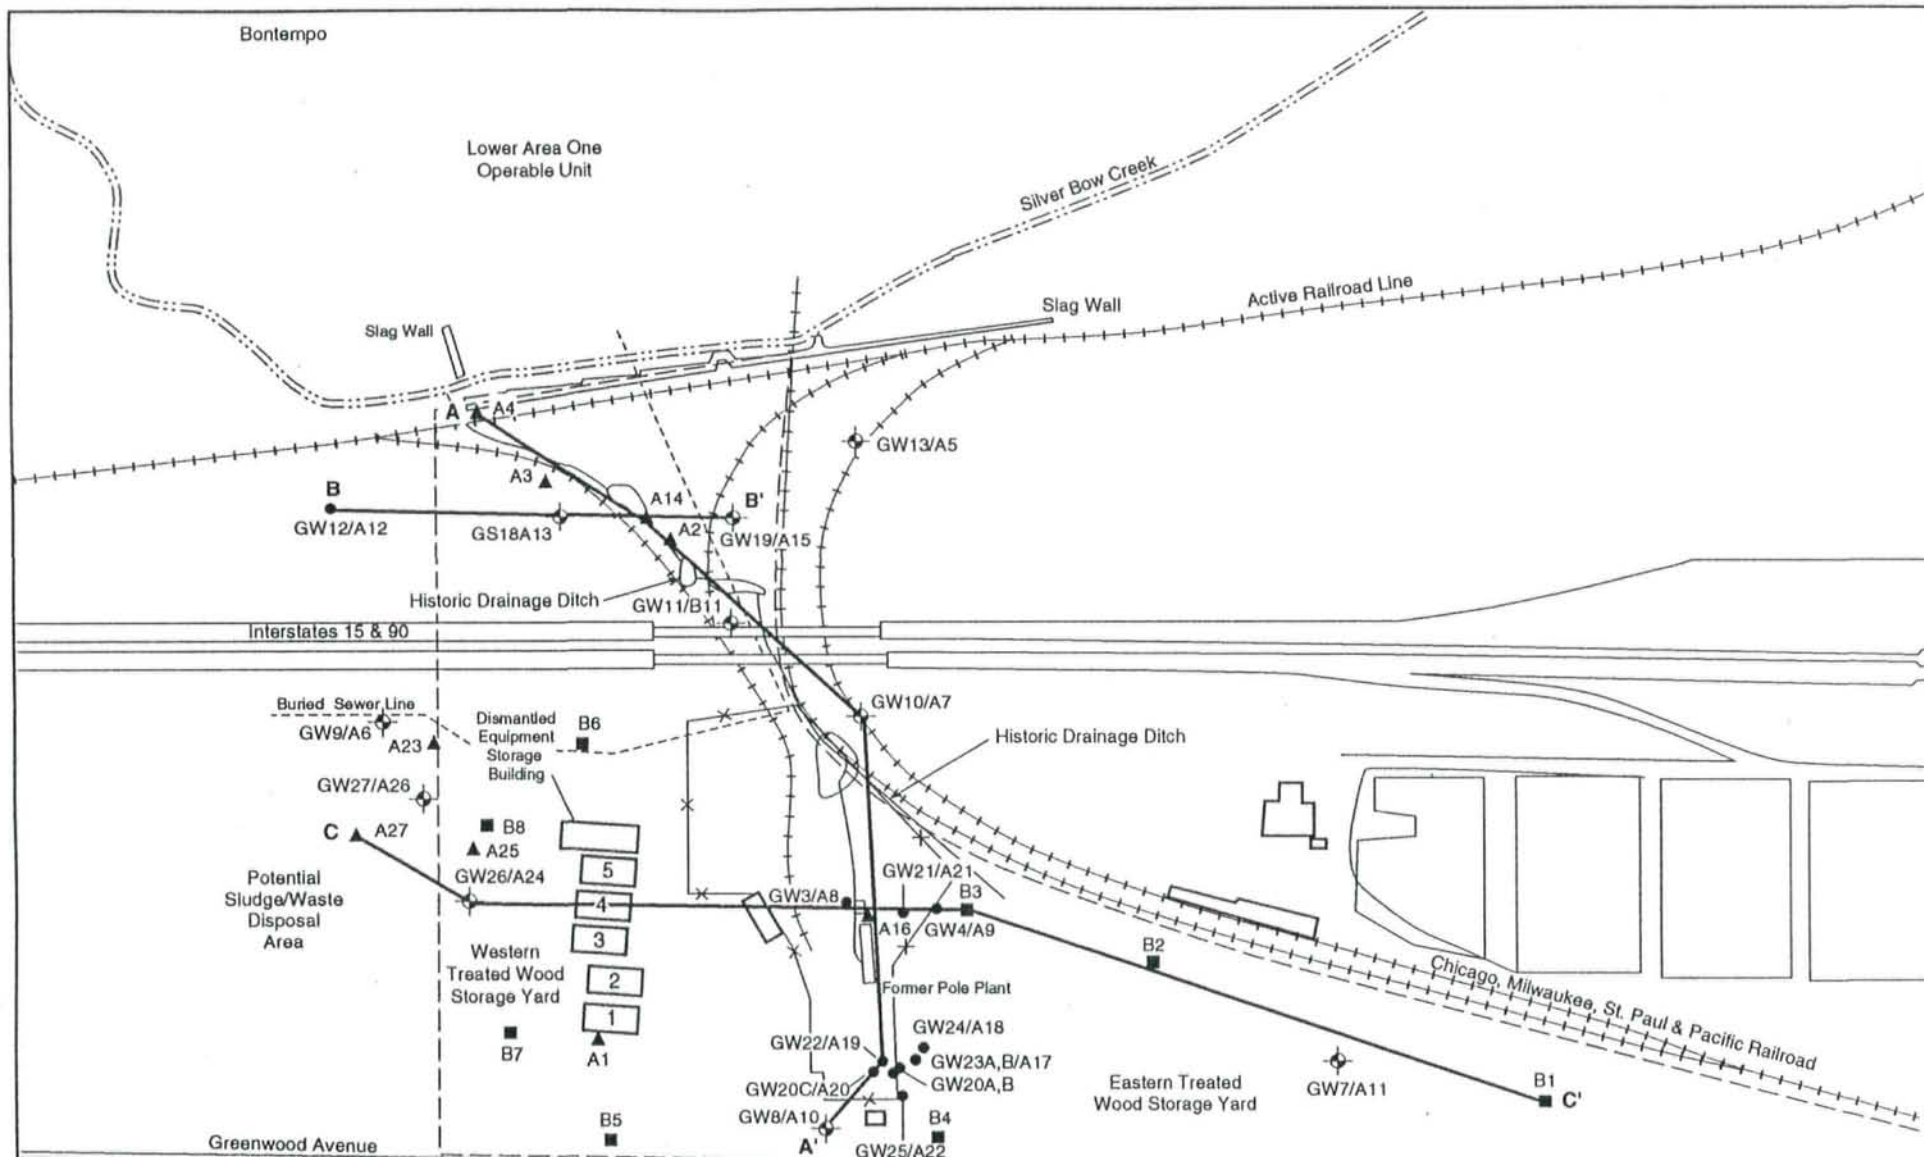 Bontempo
Lower Area One
Operable Unit
Silver Bow Creek
Active Railroad Line
Slag Wall
Slag Wall
A
A4
GW13/A5
A3
B
A14
B'
GW12/A12
GS18A13
A2
GW19/A15
Historic Drainage Ditch
GW11/B11
Interstates 15 & 90
Buried Sewer Line
GW9/A6
A23
Dismantled
Equipment
Storage
Building
B6
GW10/A7
Historic Drainage Ditch
GW27/A26
C
A27
B8
A25
GW26/A24
5
4
3
2
1
Potential
Sludge/Waste
Disposal
Area
Western
Treated Wood
Storage Yard
GW3/A8
GW21/A21
B3
A16
GW4/A9
B2
Chicago, Milwaukee, St. Paul & Pacific Railroad
Former Pole Plant
GW24/A18
GW22/A19
GW23A,B/A17
GW20C/A20
GW20A,B
B7
A1
Eastern Treated
Wood Storage Yard
GW7/A11
B1
C'
GW8/A10
B5
B4
A'
GW25/A22
Greenwood Avenue